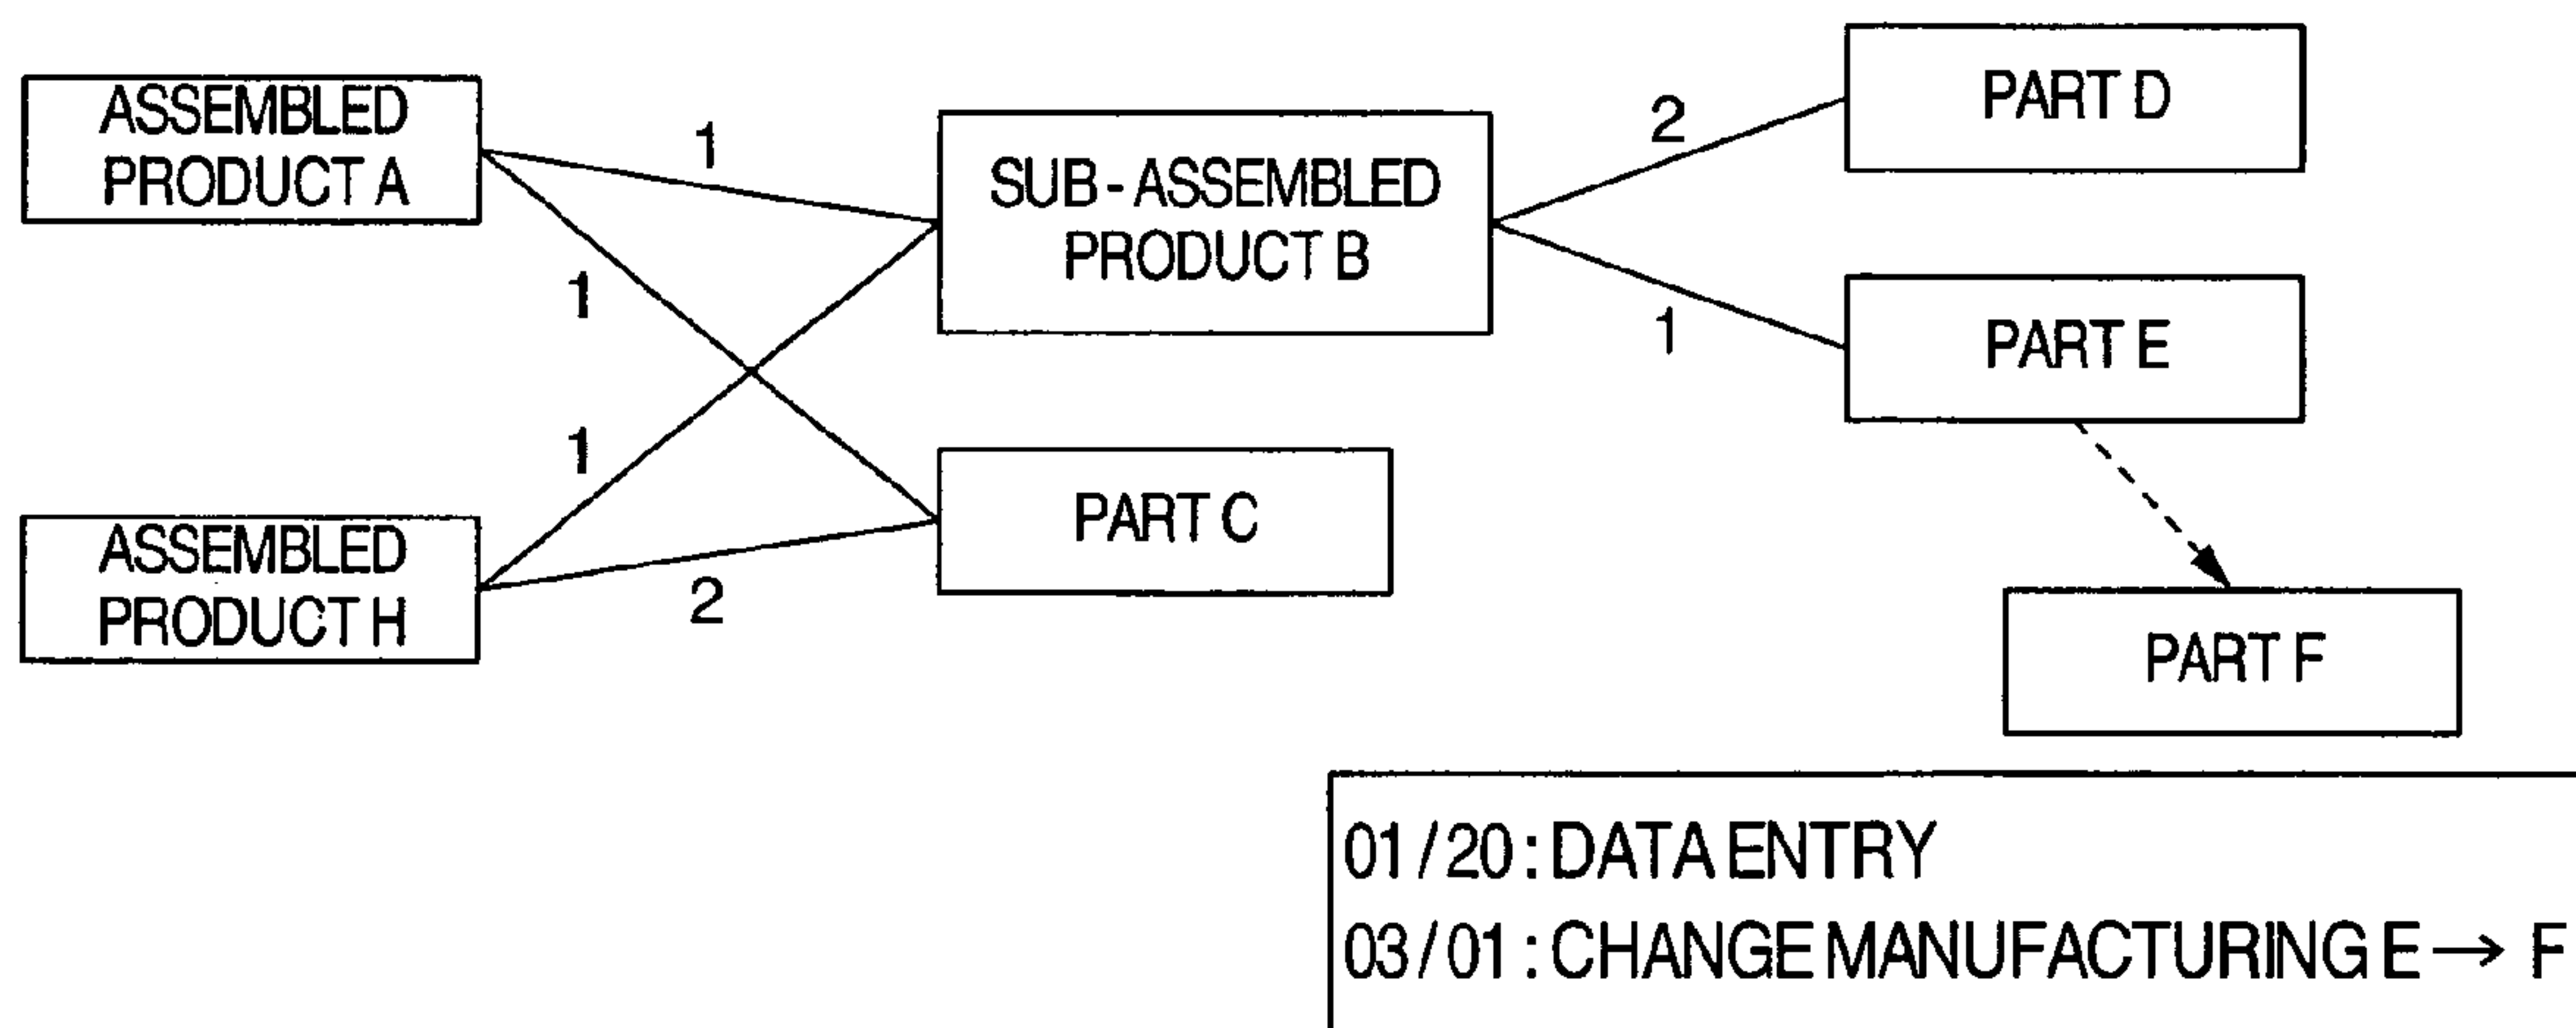 ASSEMBLED
PRODUCT A
1
SUB-ASSEMBLED
PRODUCT B
2
PART D
1
PART E
1
ASSEMBLED
PRODUCT H
1
2
PART C
PART F
01/20: DATA ENTRY
03/01: CHANGE MANUFACTURING E → F